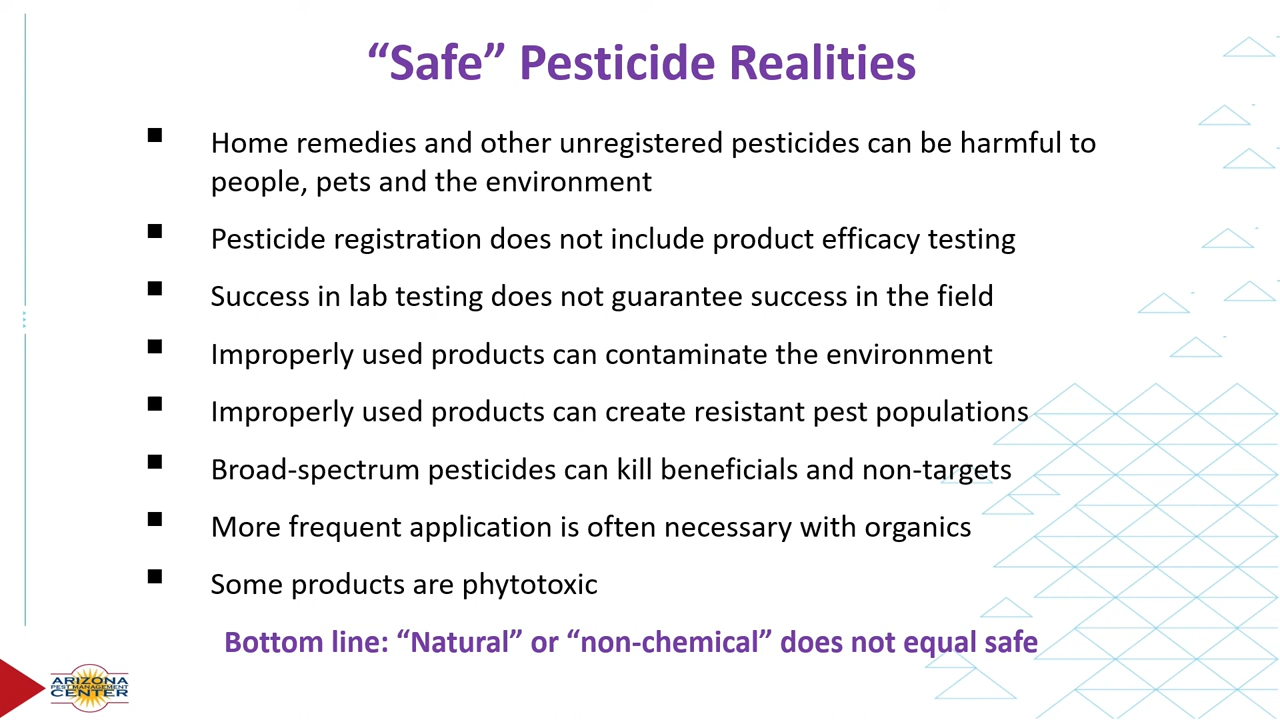 “Safe” Pesticide Realities
Home remedies and other unregistered pesticides can be harmful to
people, pets and the environment
Pesticide registration does not include product efficacy testing
Success in lab testing does not guarantee success in the field
Improperly used products can contaminate the environment
Improperly used products can create resistant pest populations
Broad-spectrum pesticides can kill beneficials and non-targets
More frequent application is often necessary with organics
Some products are phytotoxic
Bottom line: “Natural” or “non-chemical” does not equal safe
ARIZONA
PEST MANAGEMENT
CENTER